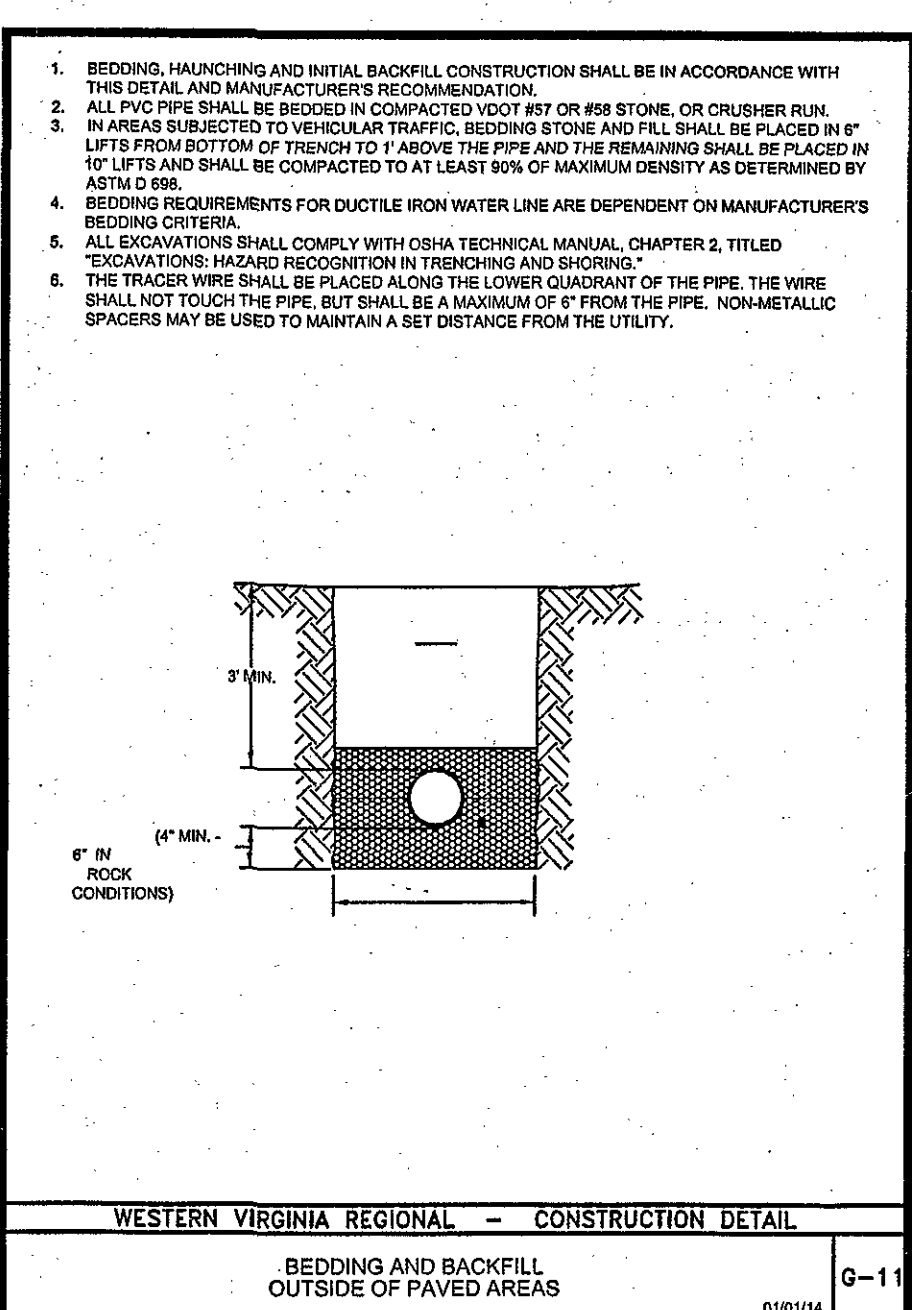 1. BEDDING, HAUNCHING AND INITIAL BACKFILL CONSTRUCTION SHALL BE IN ACCORDANCE WITH
THIS DETAIL AND MANUFACTURER'S RECOMMENDATION.
2. ALL PVC PIPE SHALL BE BEDDED IN COMPACTED VDOT #57 OR #58 STONE, OR CRUSHER RUN.
3. IN AREAS SUBJECTED TO VEHICULAR TRAFFIC, BEDDING STONE AND FILL SHALL BE PLACED IN 6"
LIFTS FROM BOTTOM OF TRENCH TO 1' ABOVE THE PIPE AND THE REMAINING SHALL BE PLACED IN
10" LIFTS AND SHALL BE COMPACTED TO AT LEAST 90% OF MAXIMUM DENSITY AS DETERMINED BY
ASTM D 698.
4. BEDDING REQUIREMENTS FOR DUCTILE IRON WATER LINE ARE DEPENDENT ON MANUFACTURER'S
BEDDING CRITERIA.
5. ALL EXCAVATIONS SHALL COMPLY WITH OSHA TECHNICAL MANUAL, CHAPTER 2, TITLED
"EXCAVATIONS: HAZARD RECOGNITION IN TRENCHING AND SHORING."
6. THE TRACER WIRE SHALL BE PLACED ALONG THE LOWER QUADRANT OF THE PIPE. THE WIRE
SHALL NOT TOUCH THE PIPE, BUT SHALL BE A MAXIMUM OF 6" FROM THE PIPE. NON-METALLIC
SPACERS MAY BE USED TO MAINTAIN A SET DISTANCE FROM THE UTILITY.
3' MIN.
(4" MIN. -
6" IN
ROCK
CONDITIONS)
WESTERN VIRGINIA REGIONAL - CONSTRUCTION DETAIL
BEDDING AND BACKFILL
OUTSIDE OF PAVED AREAS
G-11
01/01/14